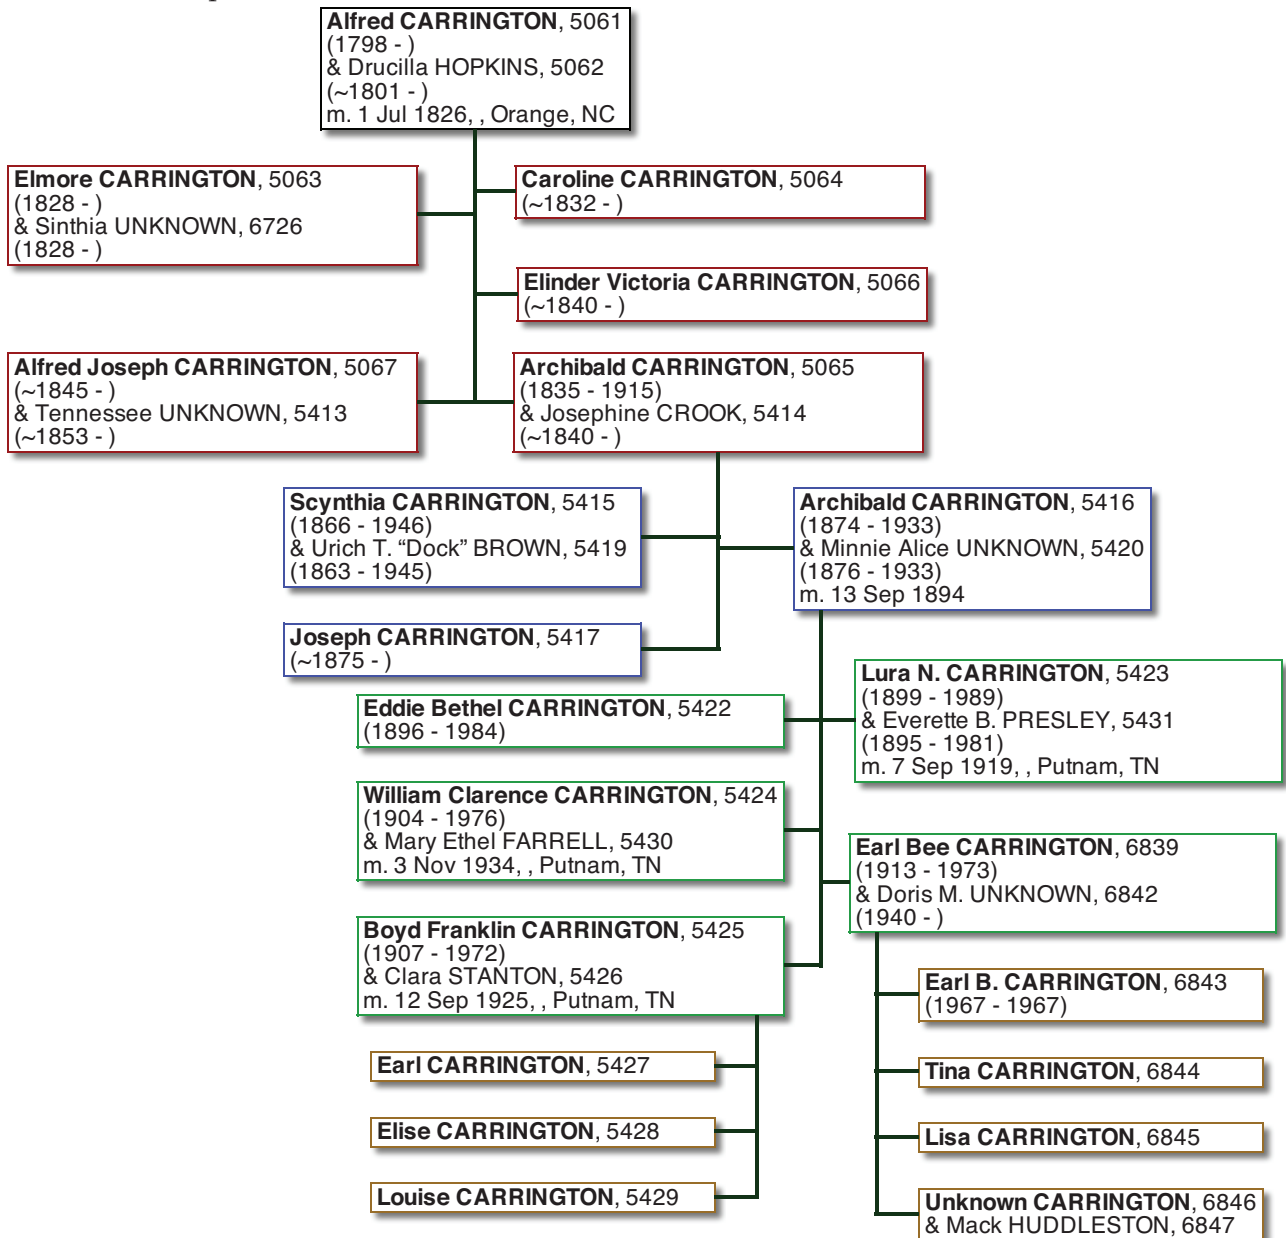 Alfred CARRINGTON, 5061
(1798 - )
& Drucilla HOPKINS, 5062
(~1801 - )
m. 1 Jul 1826, , Orange, NC
Elmore CARRINGTON, 5063
(1828 - )
& Sinthia UNKNOWN, 6726
(1828 - )
Caroline CARRINGTON, 5064
(~1832 - )
Elinder Victoria CARRINGTON, 5066
(~1840 - )
Alfred Joseph CARRINGTON, 5067
(~1845 - )
& Tennessee UNKNOWN, 5413
(~1853 - )
Archibald CARRINGTON, 5065
(1835 - 1915)
& Josephine CROOK, 5414
(~1840 - )
Scynthia CARRINGTON, 5415
(1866 - 1946)
& Urich T. “Dock” BROWN, 5419
(1863 - 1945)
Archibald CARRINGTON, 5416
(1874 - 1933)
& Minnie Alice UNKNOWN, 5420
(1876 - 1933)
m. 13 Sep 1894
Joseph CARRINGTON, 5417
(~1875 - )
Lura N. CARRINGTON, 5423
(1899 - 1989)
& Everette B. PRESLEY, 5431
(1895 - 1981)
m. 7 Sep 1919, , Putnam, TN
Eddie Bethel CARRINGTON, 5422
(1896 - 1984)
William Clarence CARRINGTON, 5424
(1904 - 1976)
& Mary Ethel FARRELL, 5430
m. 3 Nov 1934, , Putnam, TN
Earl Bee CARRINGTON, 6839
(1913 - 1973)
& Doris M. UNKNOWN, 6842
(1940 - )
Boyd Franklin CARRINGTON, 5425
(1907 - 1972)
& Clara STANTON, 5426
m. 12 Sep 1925, , Putnam, TN
Earl B. CARRINGTON, 6843
(1967 - 1967)
Earl CARRINGTON, 5427
Tina CARRINGTON, 6844
Elise CARRINGTON, 5428
Lisa CARRINGTON, 6845
Louise CARRINGTON, 5429
Unknown CARRINGTON, 6846
& Mack HUDDLESTON, 6847